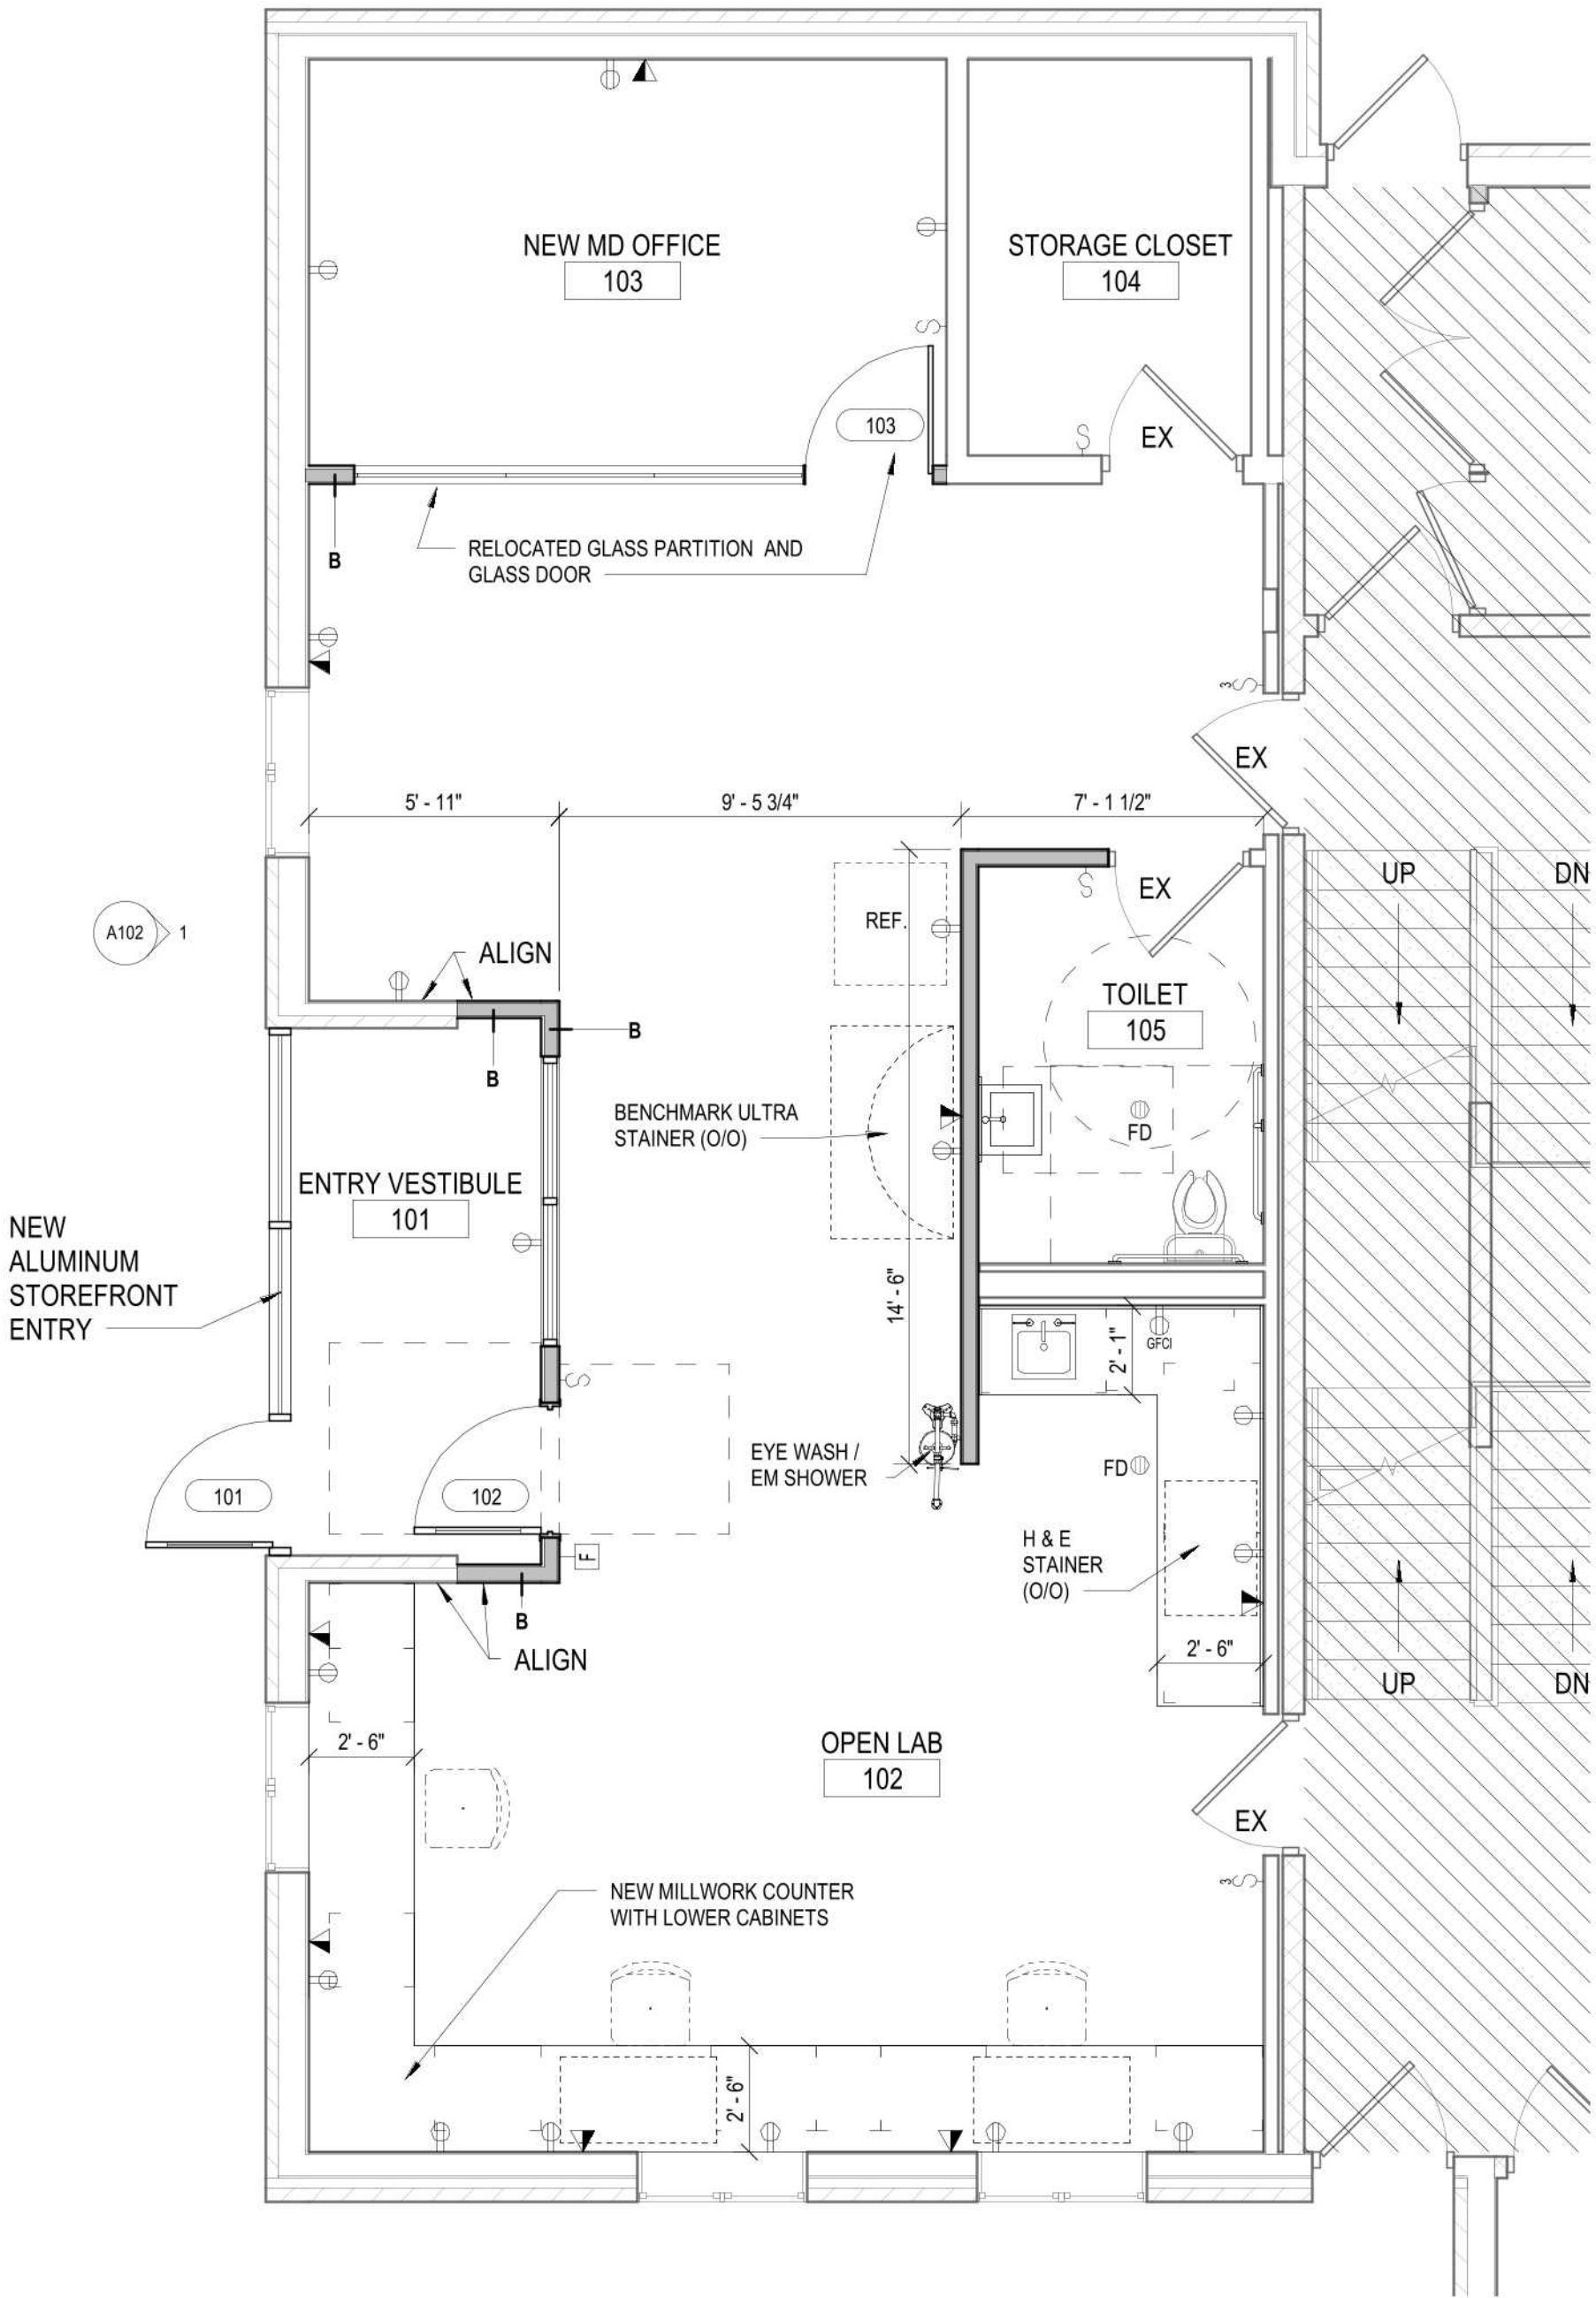 NEW MD OFFICE
103
STORAGE CLOSET
104
S
103
S
EX
B
RELOCATED GLASS PARTITION AND
GLASS DOOR
3 S
EX
5' - 11"
9' - 5 3/4"
7' - 1 1/2"
UP
DN
REF.
S
EX
A102
1
ALIGN
TOILET
105
B
B
BENCHMARK ULTRA
STAINER (O/O)
FD
ENTRY VESTIBULE
101
NEW
ALUMINUM
STOREFRONT
ENTRY
14' - 6"
2' - 1"
GFCI
S
EYE WASH /
EM SHOWER
FD
101
102
F
H & E
STAINER
(O/O)
B
ALIGN
2' - 6"
UP
DN
2' - 6"
OPEN LAB
102
EX
3 S
NEW MILLWORK COUNTER
WITH LOWER CABINETS
2' - 6"